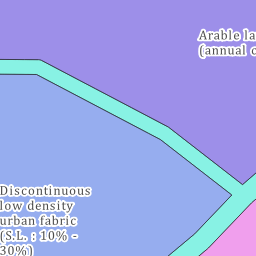 Arable la
(annual c
Discontinuous
low density
urban fabric
(S.L. : 10% -
30%)